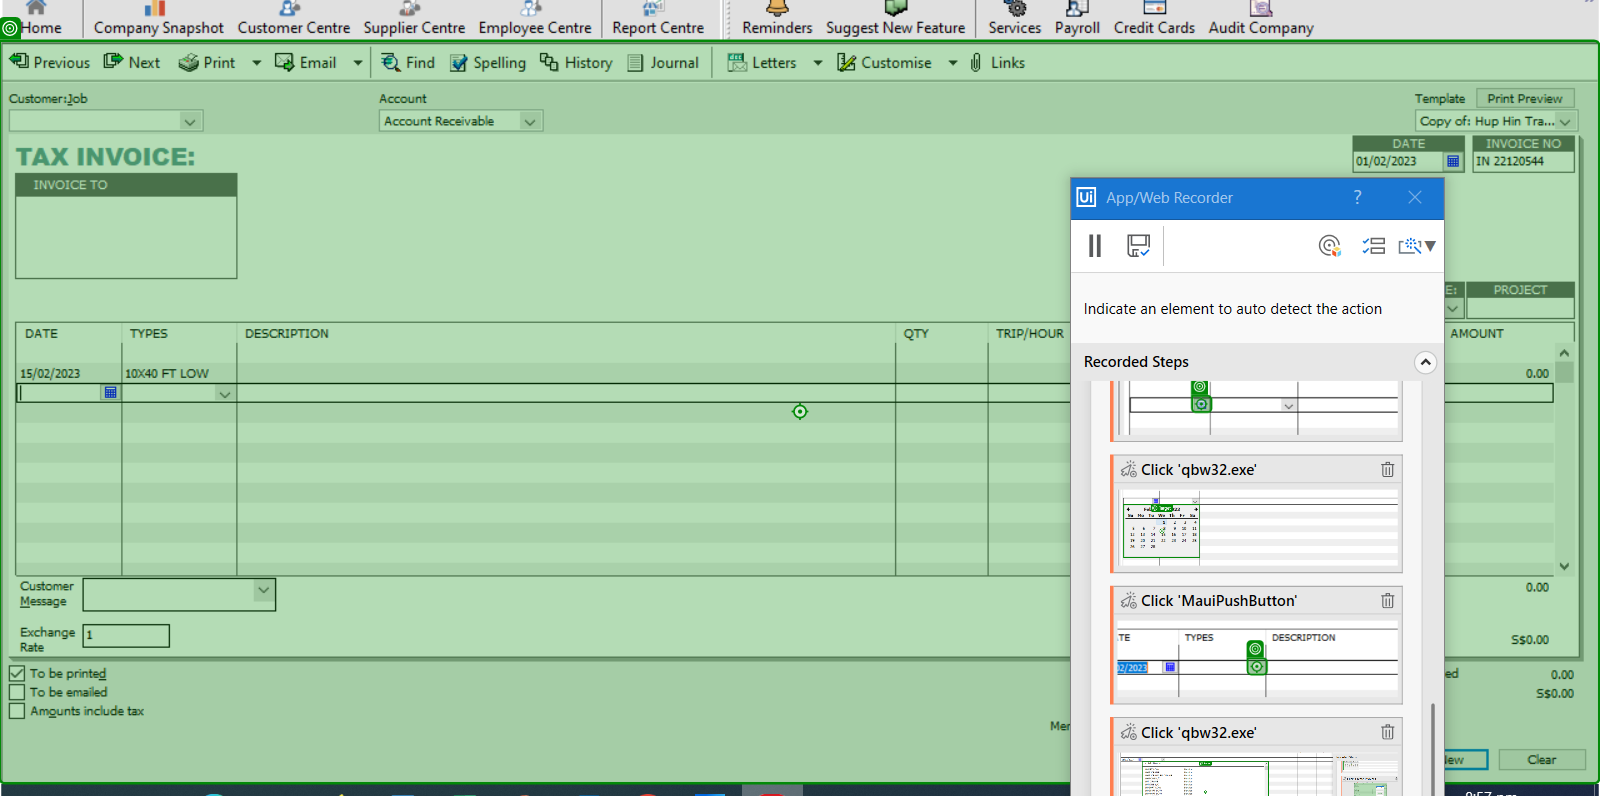 Home Company Snapshot Customer Centre Supplier Centre Employee Centre Report Centre Reminders Suggest New Feature Services Payroll Credit Cards Audit Company
Previous Next Print Email Find Spelling History Journal Letters Customise Links
Customer:Job Account Template Print Preview
Account Receivable Copy of: Hup Hin Tra...
TAX INVOICE:
DATE INVOICE NO
01/02/2023 IN 22120544
INVOICE TO
Ui App/Web Recorder ?
Indicate an element to auto detect the action
E: PROJECT
DATE TYPES DESCRIPTION QTY TRIP/HOUR AMOUNT
Recorded Steps
15/02/2023 10X40 FT LOW 0.00
Click 'qbw32.exe'
Click 'MauiPushButton'
TE TYPES DESCRIPTION
02/2023
Click 'qbw32.exe'
Customer
Message
0.00
Exchange
Rate
1
S$0.00
To be printed
ed 0.00
To be emailed
S$0.00
Amounts include tax
Mer
ew Clear